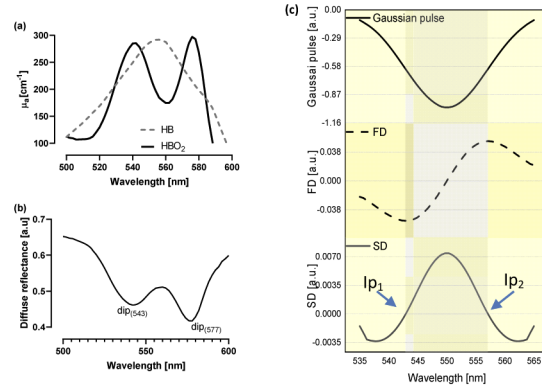 (a)
300
250
200
150
100
μa[cm-1]
HB
HBO2
500 520 540 560 580 600
Wavelength [nm]
(b)
0.7
0.6
0.5
0.4
Diffuse reflectance [a.u]
dip(543)
dip(577)
500 550 600
Wavelength [nm]
(c)
0.00
-0.29
-0.58
-0.87
-1.16
Gaussai pulse [a.u.]
Gaussian pulse
0.038
0.000
-0.038
FD [a.u.]
FD
0.0070
0.0035
0.0000
-0.0035
SD [a.u.]
SD
Ip1
Ip2
535 540 545 550 555 560 565
Wavelength [nm]